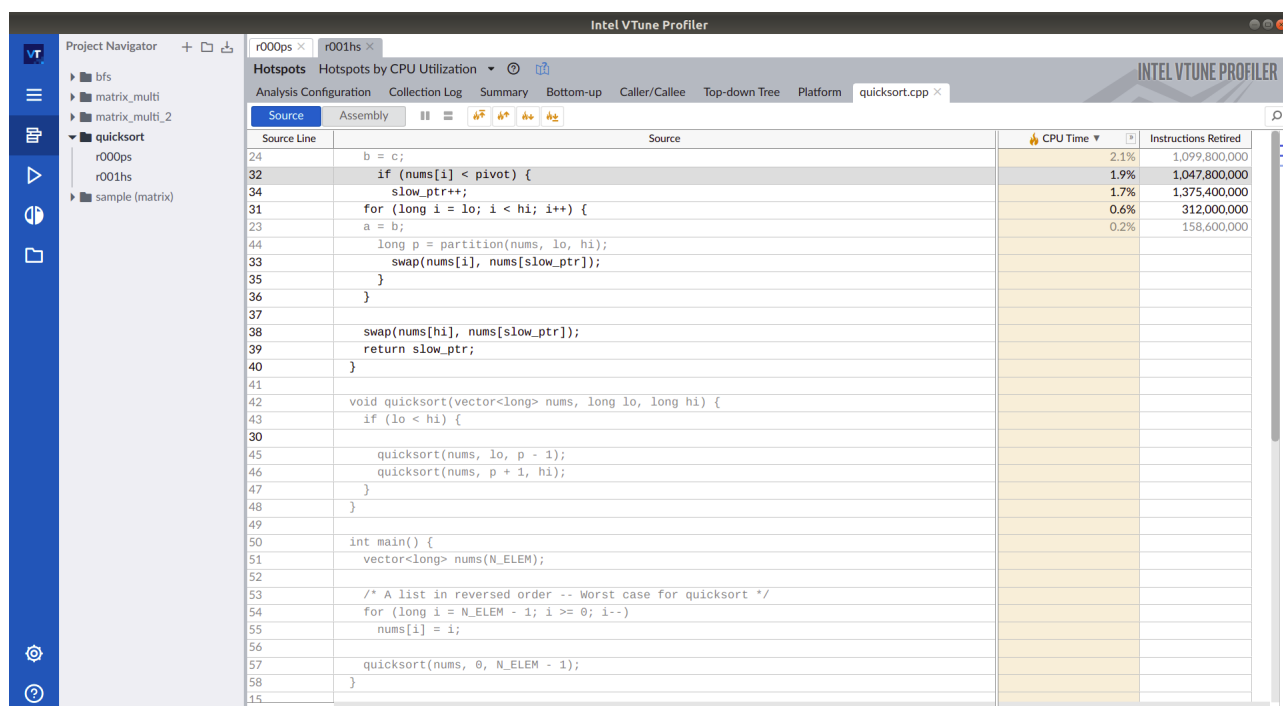 Intel VTune Profiler
VT
Project Navigator
r000ps
r001hs
Hotspots Hotspots by CPU Utilization
INTEL VTUNE PROFILER
Analysis Configuration Collection Log Summary Bottom-up Caller/Callee Top-down Tree Platform quicksort.cpp
bfs
matrix_multi
matrix_multi_2
quicksort
r000ps
r001hs
sample (matrix)
Source Assembly
Source Line Source CPU Time Instructions Retired
24 b = c; 2.1% 1,099,800,000
32 if (nums[i] < pivot) { 1.9% 1,047,800,000
34 slow_ptr++; 1.7% 1,375,400,000
31 for (long i = lo; i < hi; i++) { 0.6% 312,000,000
23 a = b; 0.2% 158,600,000
44 long p = partition(nums, lo, hi);
33 swap(nums[i], nums[slow_ptr]);
35 }
36 }
37
38 swap(nums[hi], nums[slow_ptr]);
39 return slow_ptr;
40 }
41
42 void quicksort(vector<long> nums, long lo, long hi) {
43 if (lo < hi) {
30
45 quicksort(nums, lo, p - 1);
46 quicksort(nums, p + 1, hi);
47 }
48 }
49
50 int main() {
51 vector<long> nums(N_ELEM);
52
53 /* A list in reversed order -- Worst case for quicksort */
54 for (long i = N_ELEM - 1; i >= 0; i--)
55 nums[i] = i;
56
57 quicksort(nums, 0, N_ELEM - 1);
58 }
15